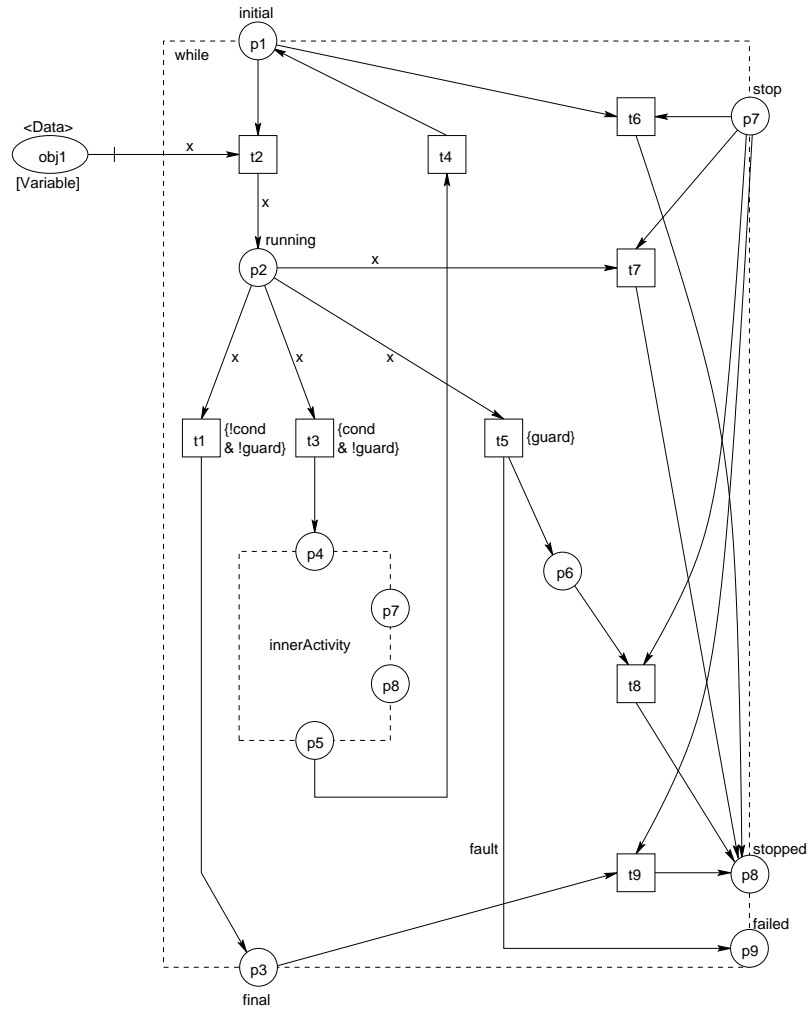 initial
p1
while
stop
p7
t6
<Data>
obj1
[Variable]
x
t2
t4
x
running
p2
x
t7
x
x
x
t1
{!cond
& !guard}
t3
{cond
& !guard}
t5
{guard}
p4
p6
p7
innerActivity
p8
t8
p5
fault
stopped
t9
p8
failed
p9
p3
final